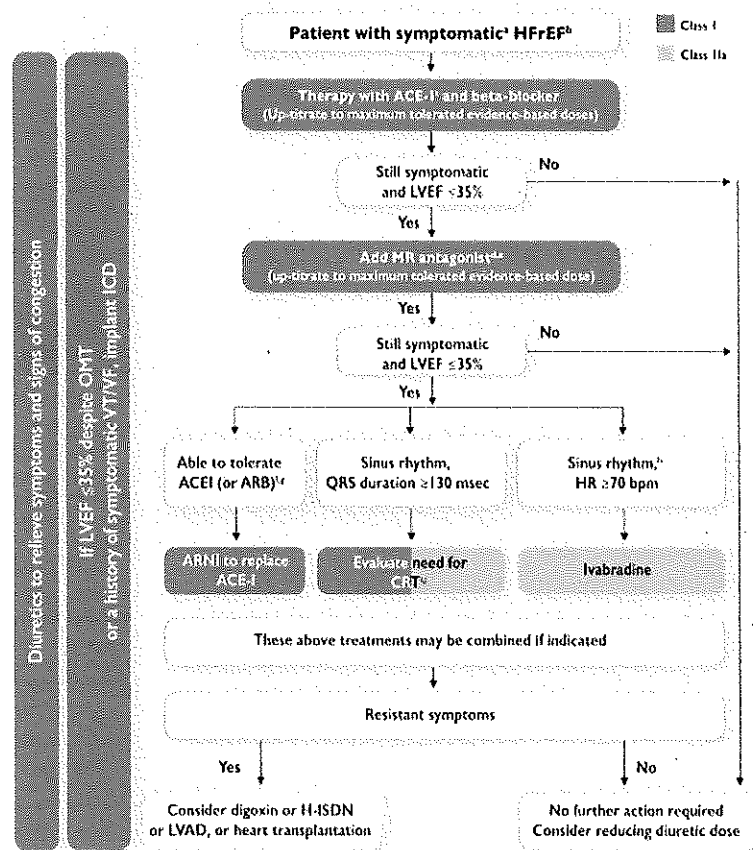 Patient with symptomaticᵃ HFrEFᵇ
Class I
Class IIa
Therapy with ACE-Iᶜ and beta-blocker
(Up-titrate to maximum tolerated evidence-based doses)
Still symptomatic
and LVEF ≤35%
No
Yes
Add MR antagonistᵈ,ᵉ
(up-titrate to maximum tolerated evidence-based dose)
Yes
Still symptomatic
and LVEF ≤35%
No
Yes
Able to tolerate
ACEI (or ARB)ᶠ,ᵍ
Sinus rhythm,
QRS duration ≥130 msec
Sinus rhythm,ʰ
HR ≥70 bpm
ARNI to replace
ACE-I
Evaluate need for
CRT
Ivabradine
These above treatments may be combined if indicated
Resistant symptoms
Yes
No
Consider digoxin or H-ISDN
or LVAD, or heart transplantation
No further action required
Consider reducing diuretic dose
Diuretics to relieve symptoms and signs of congestion
If LVEF ≤35% despite OMT
or a history of symptomatic VT/VF, implant ICD